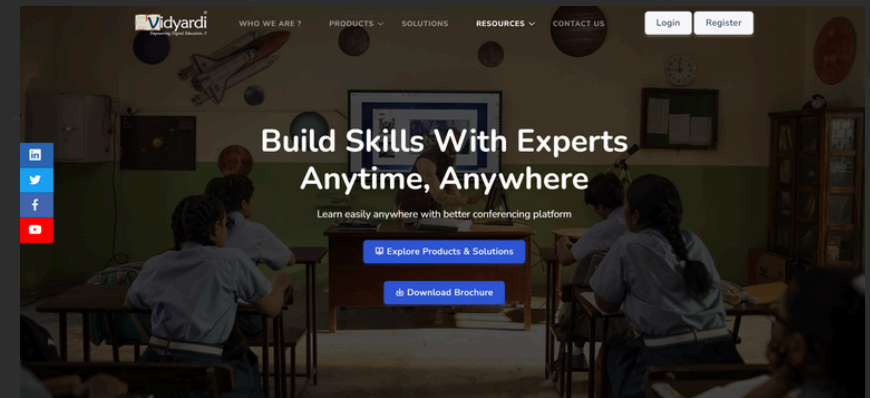 Vidyardi
Empowering Digital Education..!!
WHO WE ARE ?
PRODUCTS
SOLUTIONS
RESOURCES
CONTACT US
Login
Register
Build Skills With Experts
Anytime, Anywhere
Learn easily anywhere with better conferencing platform
Explore Products & Solutions
Download Brochure